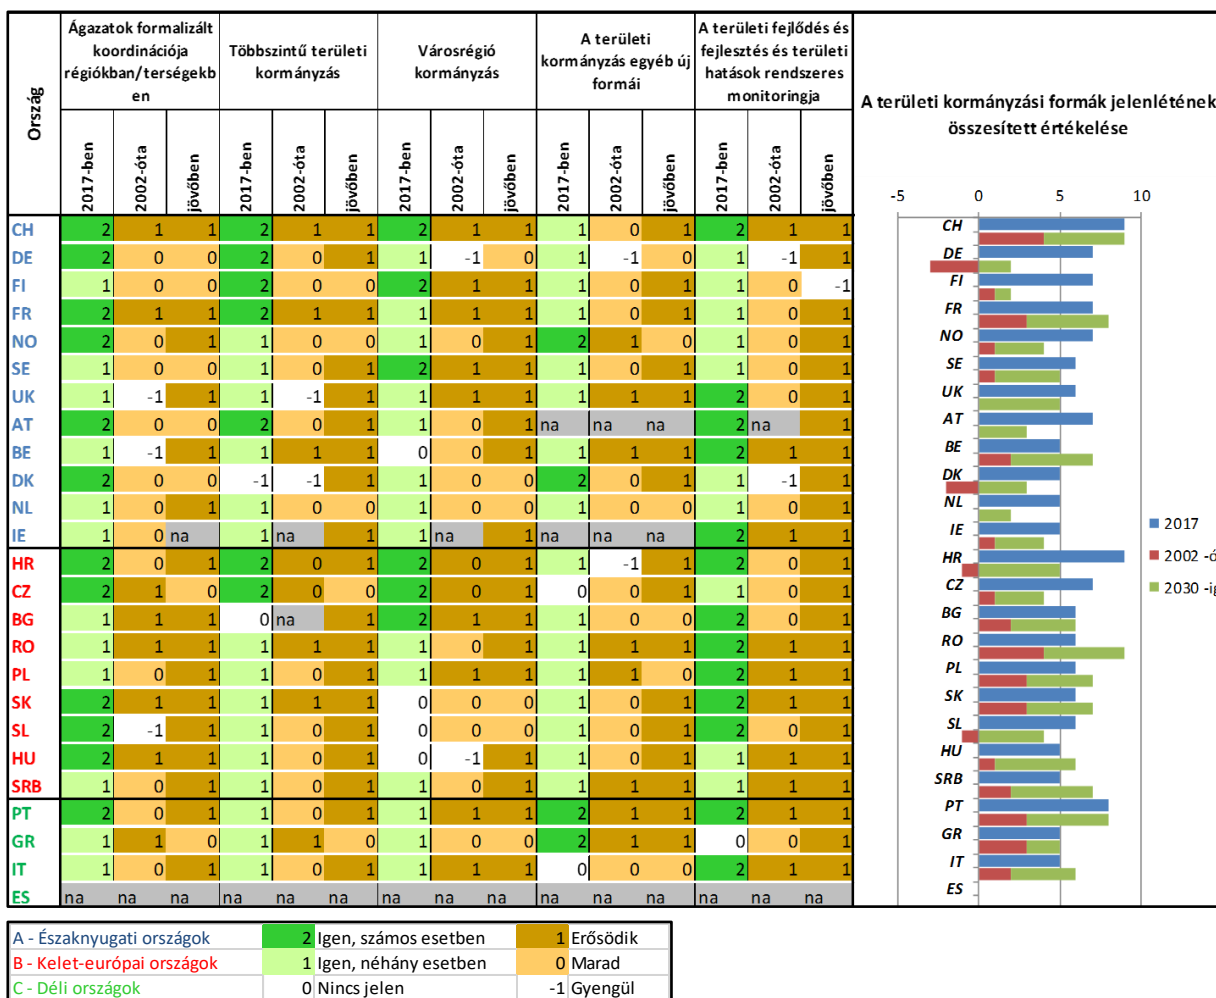 Ország
Ágazatok formalizált
koordinációja
régiókban/terségekb
en
Többszintű területi
kormányzás
Városrégió
kormányzás
A területi
kormányzás egyéb új
formái
A területi fejlődés és
fejlesztés és területi
hatások rendszeres
monitoringja
2017-ben 2002-óta jövőben 2017-ben 2002-óta jövőben 2017-ben 2002-óta jövőben 2017-ben 2002-óta jövőben 2017-ben 2002-óta jövőben
CH 2 1 1 2 1 1 2 1 1 1 0 1 2 1 1
DE 2 0 0 2 0 1 1 -1 0 1 -1 0 1 -1 1
FI 1 0 0 2 0 0 2 1 1 1 0 1 1 0 -1
FR 2 1 1 2 1 1 1 1 1 1 0 1 1 0 1
NO 2 0 1 1 0 0 1 0 1 2 1 0 1 0 1
SE 1 0 0 1 0 1 2 1 1 1 0 1 1 0 1
UK 1 -1 1 1 -1 1 1 1 1 1 1 1 2 0 1
AT 2 0 0 2 0 1 1 0 1 na na na 2 na 1
BE 1 -1 1 1 1 1 0 0 1 1 1 1 2 1 1
DK 2 0 0 -1 -1 1 1 0 0 2 0 1 1 -1 1
NL 1 0 1 1 0 0 1 0 0 1 0 0 1 0 1
IE 1 0 na 1 na 1 1 na 1 na na na 2 1 1
HR 2 0 1 2 0 1 2 0 1 1 -1 1 2 0 1
CZ 2 1 0 2 0 0 2 0 1 0 0 1 1 0 1
BG 1 1 1 0 na 1 2 1 1 1 0 0 2 0 1
RO 1 1 1 1 1 1 1 0 1 1 1 1 2 1 1
PL 1 0 1 1 0 1 1 1 1 1 1 0 2 1 1
SK 2 1 1 1 1 1 0 0 0 1 0 1 2 1 1
SL 2 -1 1 1 0 1 0 0 0 1 0 1 2 0 1
HU 2 1 1 1 0 1 0 -1 1 1 0 1 1 1 1
SRB 1 0 1 1 0 1 1 0 1 1 1 1 1 1 1
PT 2 0 1 1 0 1 1 1 1 2 1 1 2 1 1
GR 1 1 0 1 1 0 1 0 0 2 1 1 0 0 1
IT 1 0 1 1 0 1 1 1 1 0 0 0 2 1 1
ES na na na na na na na na na na na na na na na
A területi kormányzási formák jelenlétének
összesített értékelése
-5 0 5 10
CH
DE
FI
FR
NO
SE
UK
AT
BE
DK
NL
IE
HR
CZ
BG
RO
PL
SK
SL
HU
SRB
PT
GR
IT
ES
2017
2002 -ó
2030 -ig
A - Északnyugati országok 2 Igen, számos esetben 1 Erősödik
B - Kelet-európai országok 1 Igen, néhány esetben 0 Marad
C - Déli országok 0 Nincs jelen -1 Gyengül